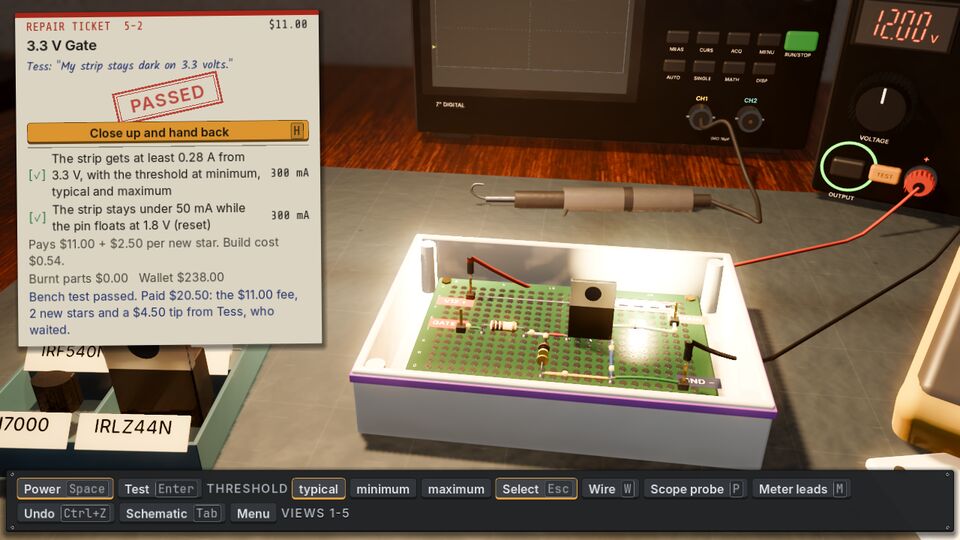 REPAIR TICKET 5-2 $11.00
3.3 V Gate
Tess: "My strip stays dark on 3.3 volts."
PASSED
Close up and hand back H
The strip gets at least 0.28 A from
[✓] 3.3 V, with the threshold at minimum, 300 mA
typical and maximum
[✓] The strip stays under 50 mA while 300 mA
the pin floats at 1.8 V (reset)
Pays $11.00 + $2.50 per new star. Build cost
$0.54.
Burnt parts $0.00 Wallet $238.00
Bench test passed. Paid $20.50: the $11.00 fee,
2 new stars and a $4.50 tip from Tess, who
waited.
7" DIGITAL
MEAS CURS ACQ MENU RUN/STOP
AUTO SINGLE MATH DISP
CH1 CH2
12.00 V
VOLTAGE
OUTPUT
TEST
+
GATE
GND -
IRF540N
7000
IRLZ44N
Power Space Test Enter THRESHOLD typical minimum maximum Select Esc Wire W Scope probe P Meter leads M
Undo Ctrl+Z Schematic Tab Menu VIEWS 1-5